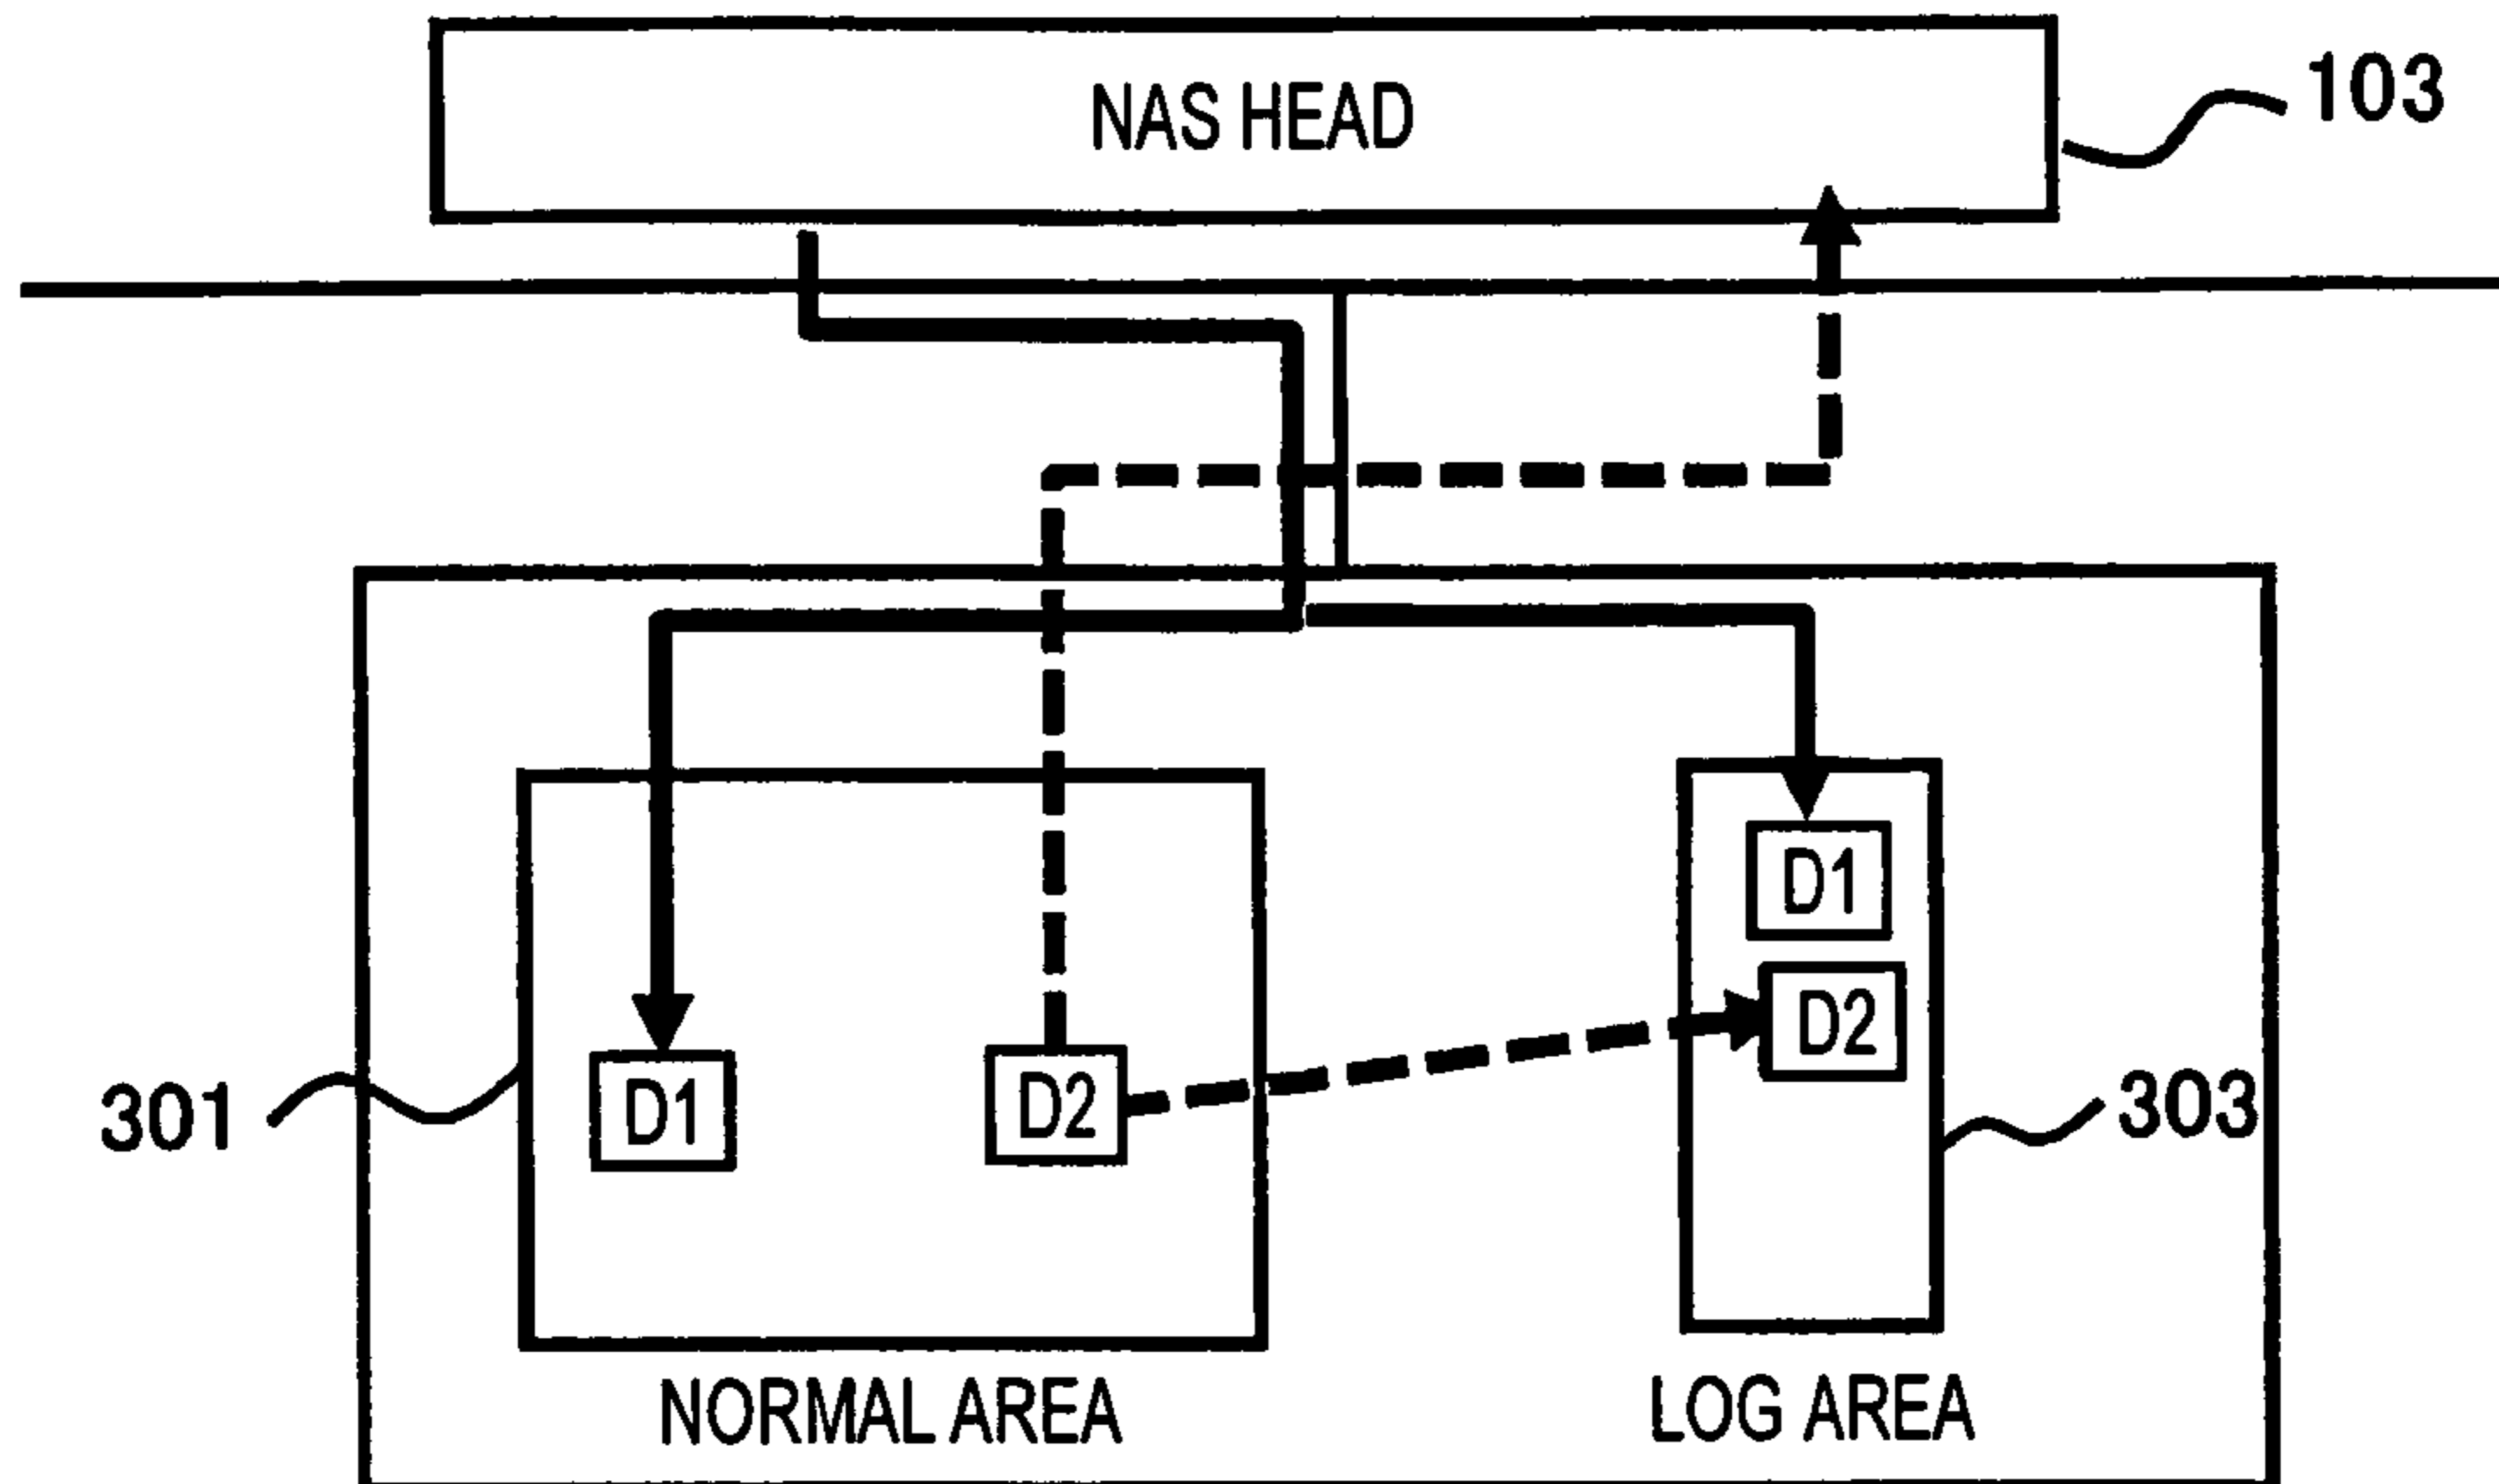 NAS HEAD
103
D1
D2
D1
D2
301
303
NORMAL AREA
LOG AREA